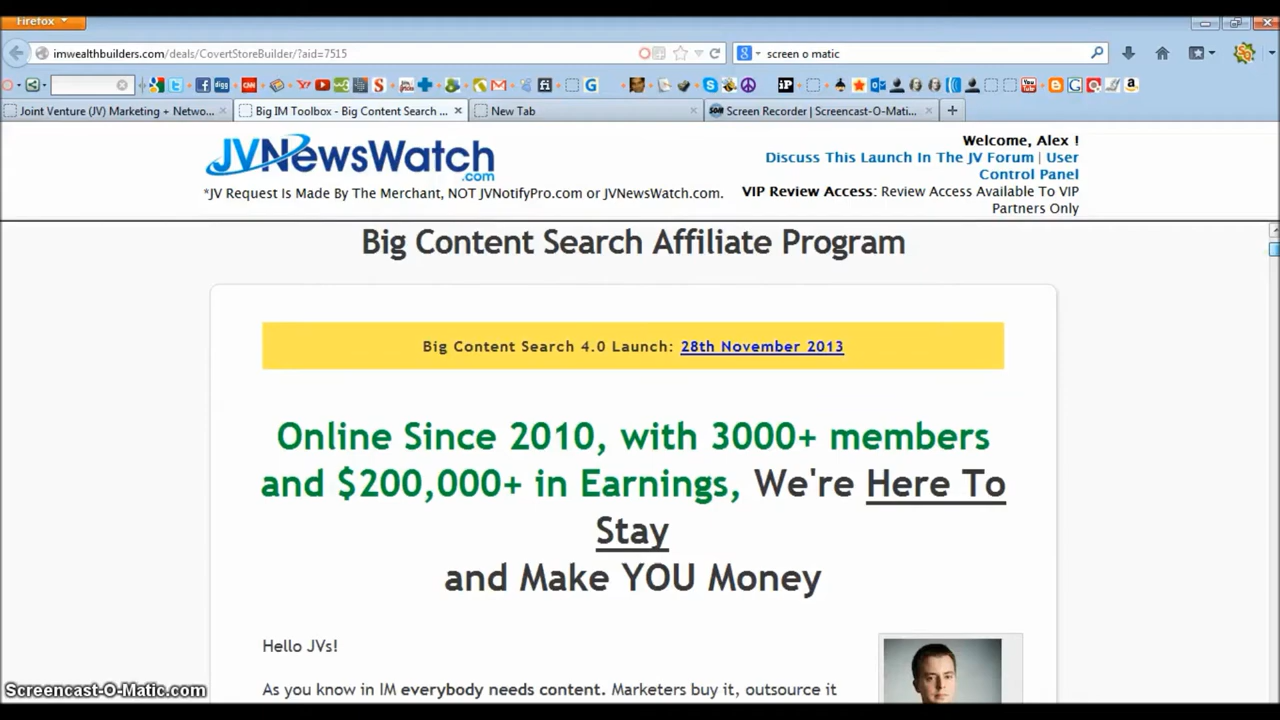 Firefox
imwealthbuilders.com/deals/CovertStoreBuilder/?aid=7515
screen o matic
Joint Venture (JV) Marketing + Netwo...
Big IM Toolbox - Big Content Search ...
New Tab
Screen Recorder | Screencast-O-Mati...
JVNewsWatch
.com
*JV Request Is Made By The Merchant, NOT JVNotifyPro.com or JVNewsWatch.com.
Welcome, Alex !
Discuss This Launch In The JV Forum | User
Control Panel
VIP Review Access: Review Access Available To VIP
Partners Only
Big Content Search Affiliate Program
Big Content Search 4.0 Launch: 28th November 2013
Online Since 2010, with 3000+ members
and $200,000+ in Earnings, We're Here To
Stay
and Make YOU Money
Hello JVs!
As you know in IM everybody needs content. Marketers buy it, outsource it
Screencast-O-Matic.com